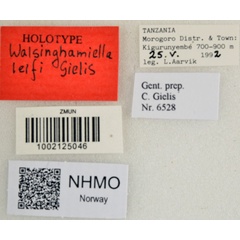 HOLOTYPE
Walsinghamiella
leifi Gielis
TANZANIA
Morogoro Distr. & Town:
Kigurunyembé 700-900 m
25.V. 1992
leg. L.Aarvik
Gent. prep.
C. Gielis
Nr. 6528
ZMUN
1002125046
NHMO
Norway